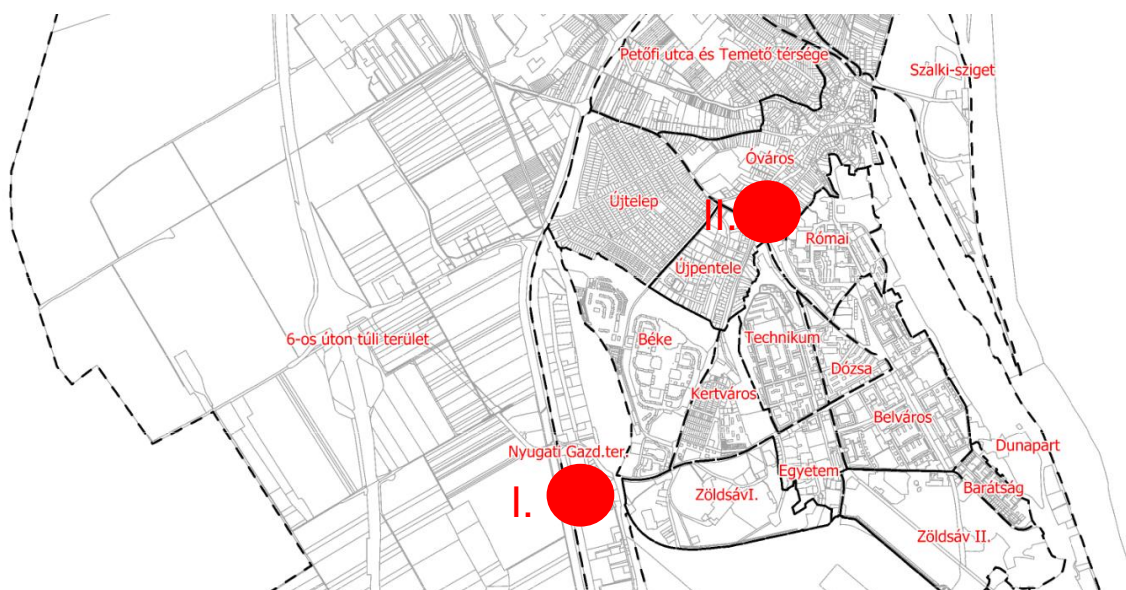 Petőfi utca és Temető térsége
Szalki-sziget
Óváros
Újtelep
II.
Római
Újpentele
6-os úton túli terület
Béke
Technikum
Dózsa
Kertváros
Belváros
Nyugati Gazd.ter.
Dunapart
Egyetem
Barátság
ZöldsávI.
I.
Zöldsáv II.